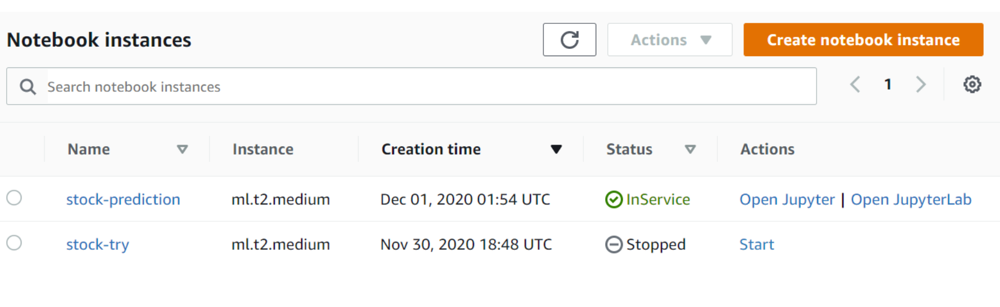 Notebook instances
Actions
Create notebook instance
Search notebook instances
1
Name Instance Creation time Status Actions
stock-prediction ml.t2.medium Dec 01, 2020 01:54 UTC InService Open Jupyter | Open JupyterLab
stock-try ml.t2.medium Nov 30, 2020 18:48 UTC Stopped Start